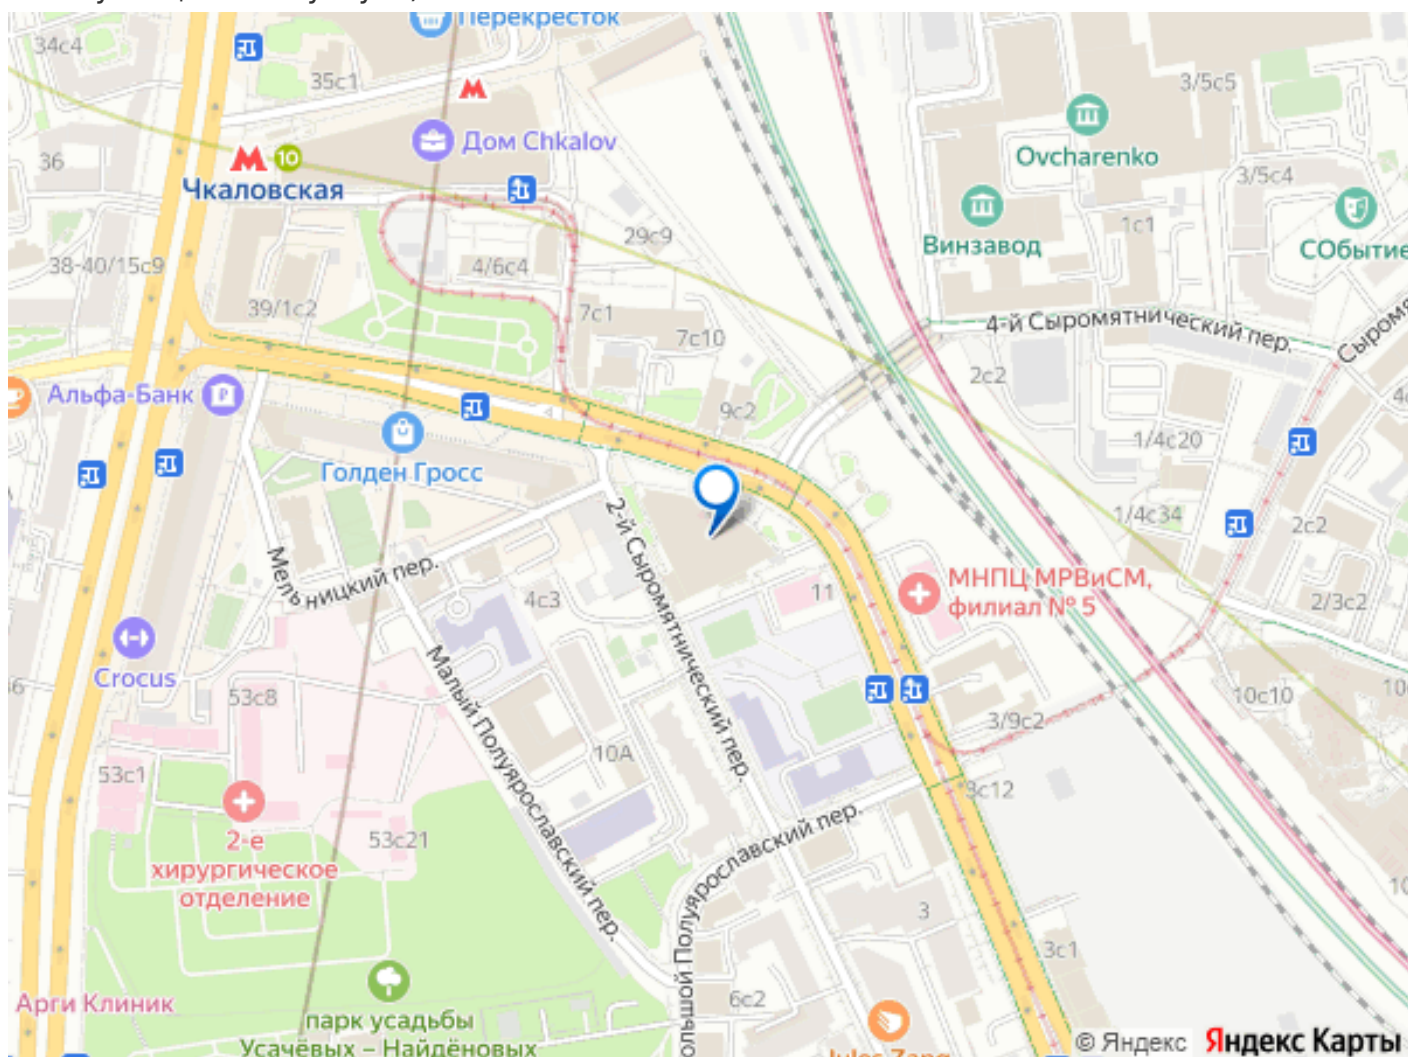 Перекресток
34с4
35с1
3/5с5
Дом Chkalov
Ovcharenko
36
10
Чкаловская
3/5с4
1с1
29с9
Винзавод
СОбытие
38-40/15с9
4/6с4
39/1с2
7с1
7с10
4-й Сыромятнический пер.
2с2
Альфа-Банк
9с2
1/4с20
Голден Гросс
2-й Сыромятнический пер.
1/4с34
2с2
Мельницкий пер.
4с3
11
МНПЦ МРВиСМ,
филиал № 5
2/3с2
Crocus
Малый Полуярославский пер.
53с8
10с10
3/9с2
10А
53с1
3с12
2-е
хирургическое
отделение
53с21
Большой Полуярославский пер.
3
3с1
Арги Клиник
6с2
парк усадьбы
Усачёвых – Найдёновых
Jules Zang
© Яндекс Яндекс Карты